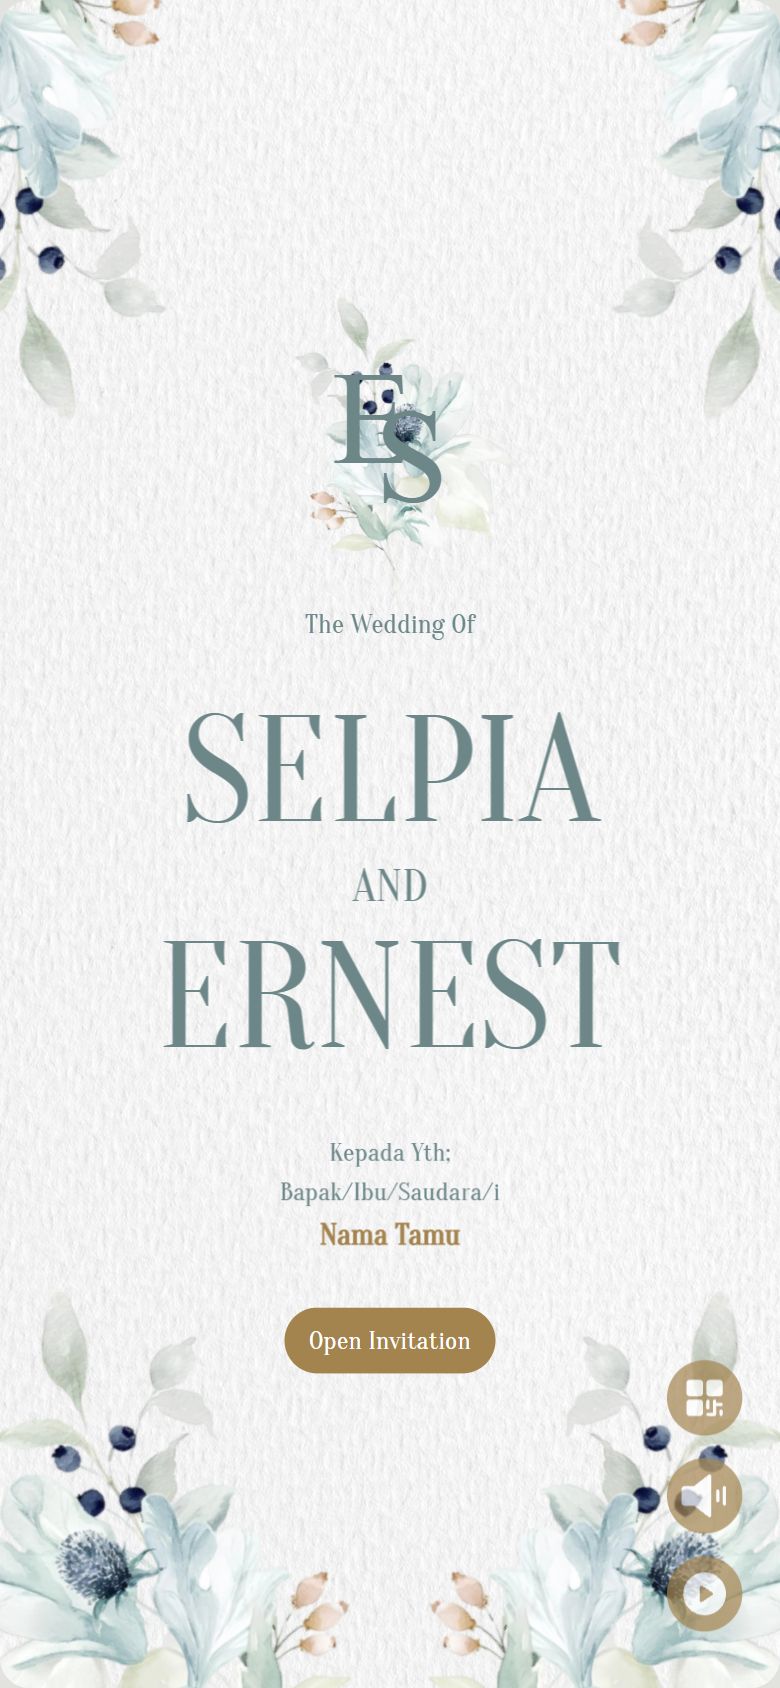 ES
The Wedding Of
SELPIA
AND
ERNEST
Kepada Yth;
Bapak/Ibu/Saudara/i
Nama Tamu
Open Invitation